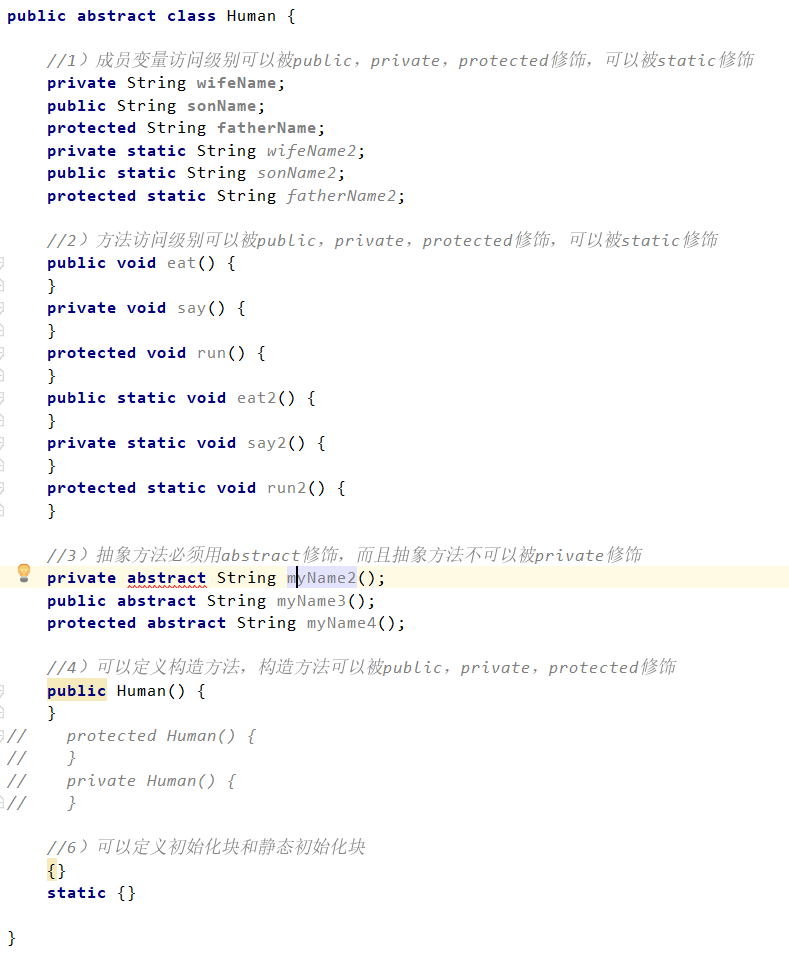 public abstract class Human {
//1）成员变量访问级别可以被public，private，protected修饰，可以被static修饰
private String wifeName;
public String sonName;
protected String fatherName;
private static String wifeName2;
public static String sonName2;
protected static String fatherName2;
//2）方法访问级别可以被public，private，protected修饰，可以被static修饰
public void eat() {
}
private void say() {
}
protected void run() {
}
public static void eat2() {
}
private static void say2() {
}
protected static void run2() {
}
//3）抽象方法必须用abstract修饰，而且抽象方法不可以被private修饰
private abstract String myName2();
public abstract String myName3();
protected abstract String myName4();
//4）可以定义构造方法，构造方法可以被public，private，protected修饰
public Human() {
}
//    protected Human() {
//    }
//    private Human() {
//    }
//6）可以定义初始化块和静态初始化块
{}
static {}
}